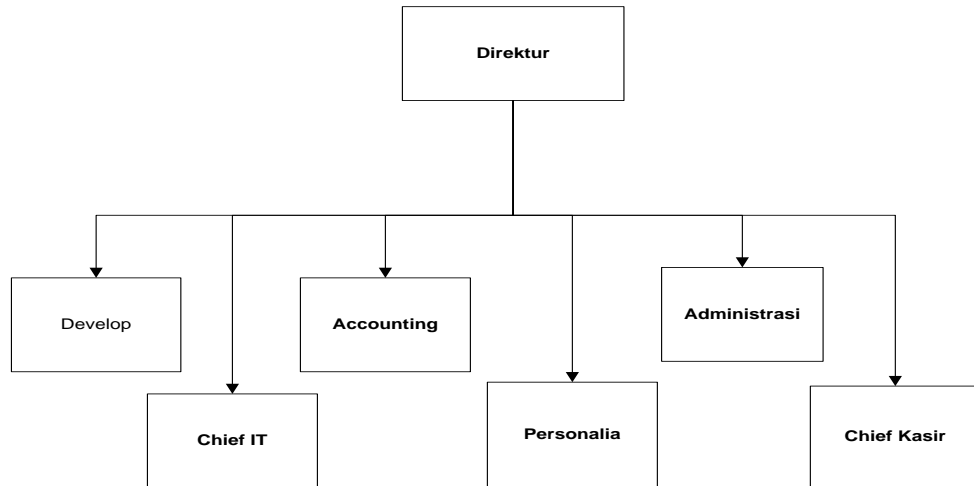 Direktur
Develop
Accounting
Administrasi
Chief IT
Personalia
Chief Kasir